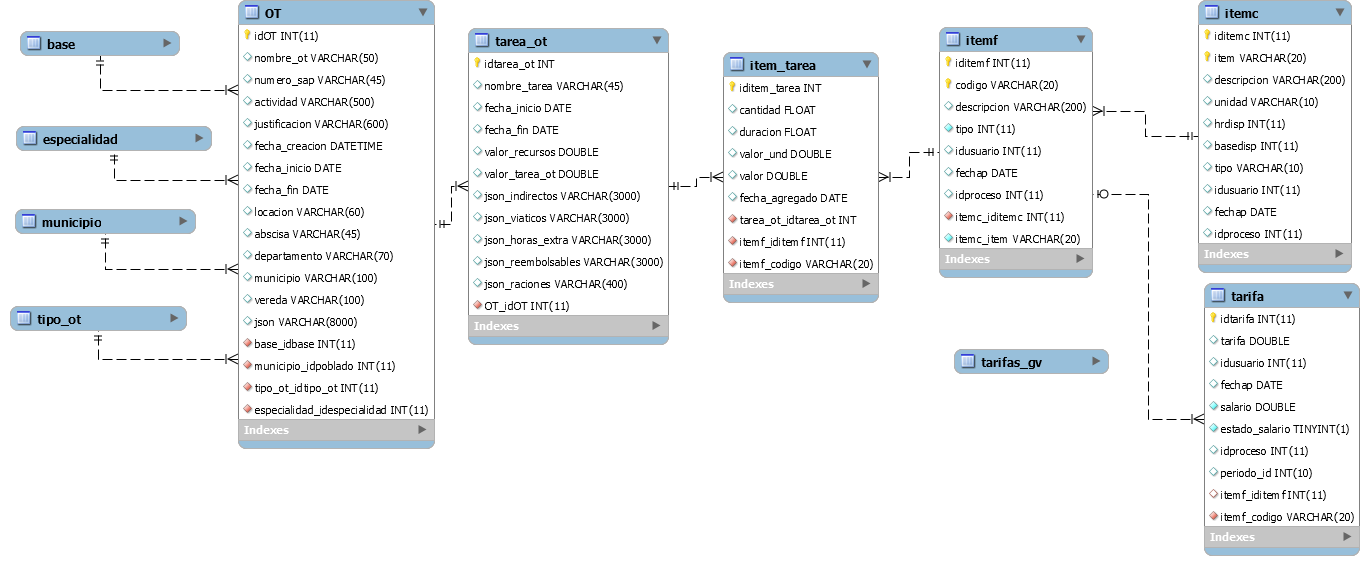 base
especialidad
municipio
tipo_ot
OT
idOT INT(11)
nombre_ot VARCHAR(50)
numero_sap VARCHAR(45)
actividad VARCHAR(500)
justificacion VARCHAR(600)
fecha_creacion DATETIME
fecha_inicio DATE
fecha_fin DATE
locacion VARCHAR(60)
abscisa VARCHAR(45)
departamento VARCHAR(70)
municipio VARCHAR(100)
vereda VARCHAR(100)
json VARCHAR(8000)
base_idbase INT(11)
municipio_idpoblado INT(11)
tipo_ot_idtipo_ot INT(11)
especialidad_idespecialidad INT(11)
Indexes
tarea_ot
idtarea_ot INT
nombre_tarea VARCHAR(45)
fecha_inicio DATE
fecha_fin DATE
valor_recursos DOUBLE
valor_tarea_ot DOUBLE
json_indirectos VARCHAR(3000)
json_viaticos VARCHAR(3000)
json_horas_extra VARCHAR(3000)
json_reembolsables VARCHAR(3000)
json_raciones VARCHAR(400)
OT_idOT INT(11)
Indexes
item_tarea
iditem_tarea INT
cantidad FLOAT
duracion FLOAT
valor_und DOUBLE
valor DOUBLE
fecha_agregado DATE
tarea_ot_idtarea_ot INT
itemf_iditemf INT(11)
itemf_codigo VARCHAR(20)
Indexes
itemf
iditemf INT(11)
codigo VARCHAR(20)
descripcion VARCHAR(200)
tipo INT(11)
idusuario INT(11)
fechap DATE
idproceso INT(11)
itemc_iditemc INT(11)
itemc_item VARCHAR(20)
Indexes
tarifas_gv
itemc
iditemc INT(11)
item VARCHAR(20)
descripcion VARCHAR(200)
unidad VARCHAR(10)
hrdisp INT(11)
basedisp INT(11)
tipo VARCHAR(10)
idusuario INT(11)
fechap DATE
idproceso INT(11)
Indexes
tarifa
idtarifa INT(11)
tarifa DOUBLE
idusuario INT(11)
fechap DATE
salario DOUBLE
estado_salario TINYINT(1)
idproceso INT(11)
periodo_id INT(10)
itemf_iditemf INT(11)
itemf_codigo VARCHAR(20)
Indexes